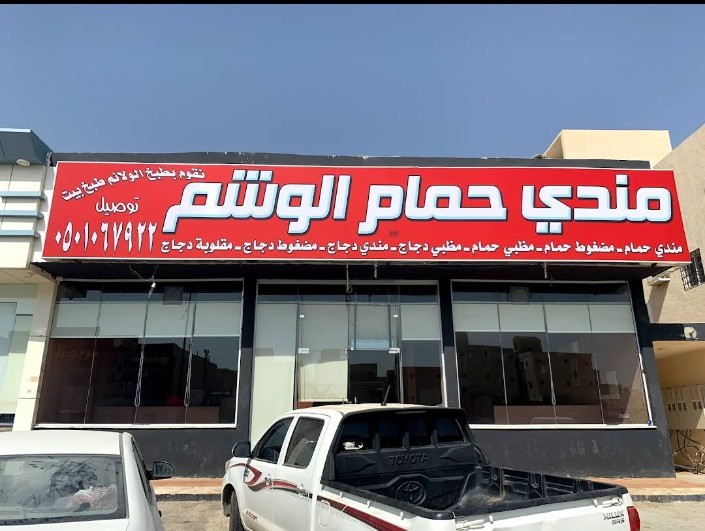 مندي حمام الوشم
مندي حمام - مضغوط حمام - مظبي حمام - مظبي دجاج - مندي دجاج - مضغوط دجاج - مقلوبة دجاج
نقوم بطبخ الولائم طبخ بيت
توصيل
٠٥٠١٠٦٧٩٢٢
TOYOTA
HILUX